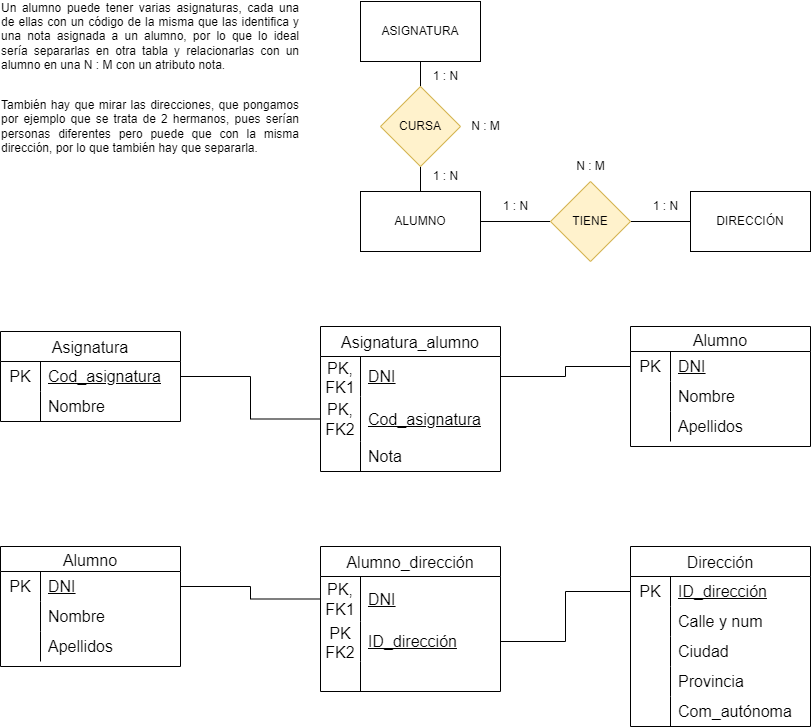 Un alumno puede tener varias asignaturas, cada una
de ellas con un código de la misma que las identifica y
una nota asignada a un alumno, por lo que lo ideal
sería separarlas en otra tabla y relacionarlas con un
alumno en una N : M con un atributo nota.
También hay que mirar las direcciones, que pongamos
por ejemplo que se trata de 2 hermanos, pues serían
personas diferentes pero puede que con la misma
dirección, por lo que también hay que separarla.
ASIGNATURA
1 : N
CURSA
N : M
1 : N
ALUMNO
1 : N
N : M
TIENE
1 : N
DIRECCIÓN
Asignatura
PK Cod_asignatura
Nombre
Asignatura_alumno
PK,
FK1
DNI
PK,
FK2
Cod_asignatura
Nota
Alumno
PK DNI
Nombre
Apellidos
Alumno
PK DNI
Nombre
Apellidos
Alumno_dirección
PK,
FK1
DNI
PK
FK2
ID_dirección
Dirección
PK ID_dirección
Calle y num
Ciudad
Provincia
Com_autónoma